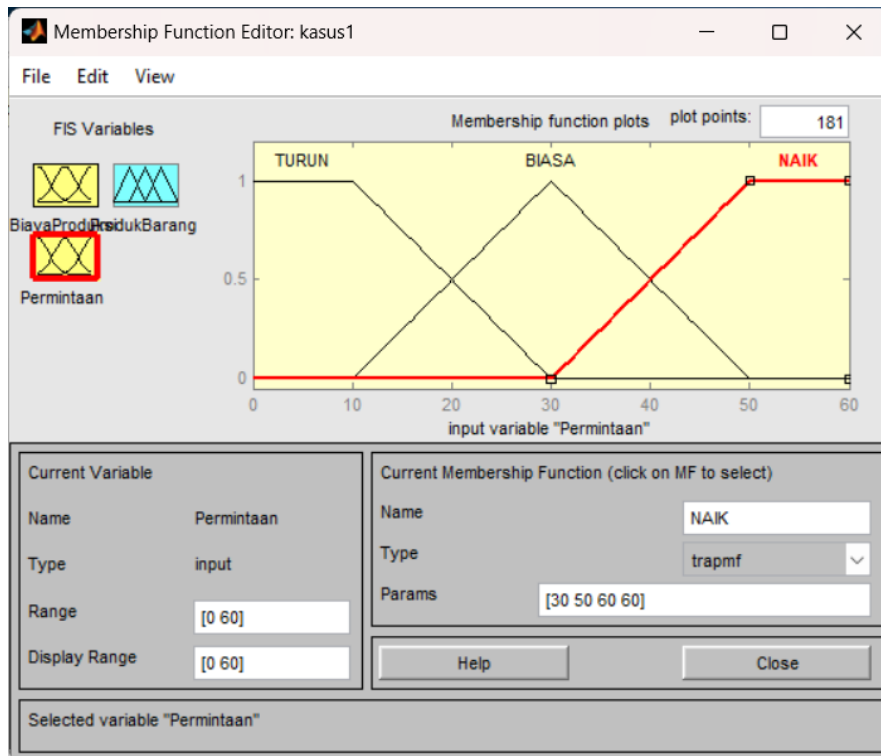 Membership Function Editor: kasus1
File Edit View
FIS Variables
Membership function plots plot points: 181
TURUN BIASA NAIK
1
0.5
0
0 10 20 30 40 50 60
input variable "Permintaan"
BiayaProduksi ProdukBarang
Permintaan
Current Variable
Name Permintaan
Type input
Range [0 60]
Display Range [0 60]
Current Membership Function (click on MF to select)
Name NAIK
Type trapmf
Params [30 50 60 60]
Help Close
Selected variable "Permintaan"